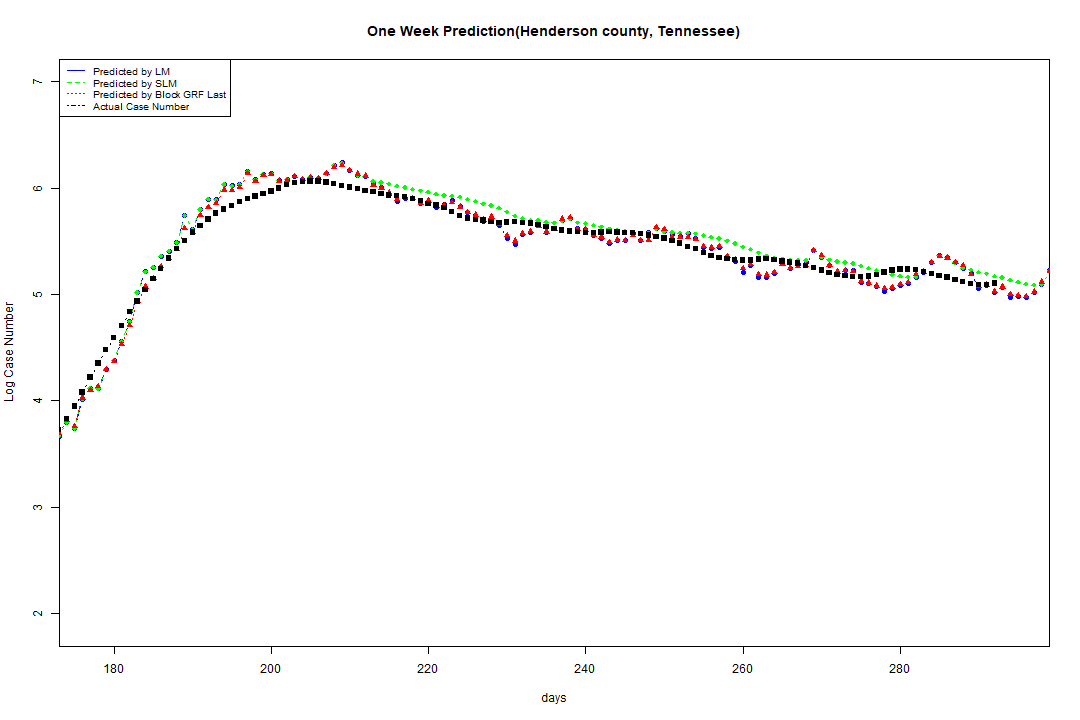 One Week Prediction(Henderson county, Tennessee)
Predicted by LM
Predicted by SLM
Predicted by Block GRF Last
Actual Case Number
7
6
5
4
3
2
Log Case Number
180 200 220 240 260 280
days